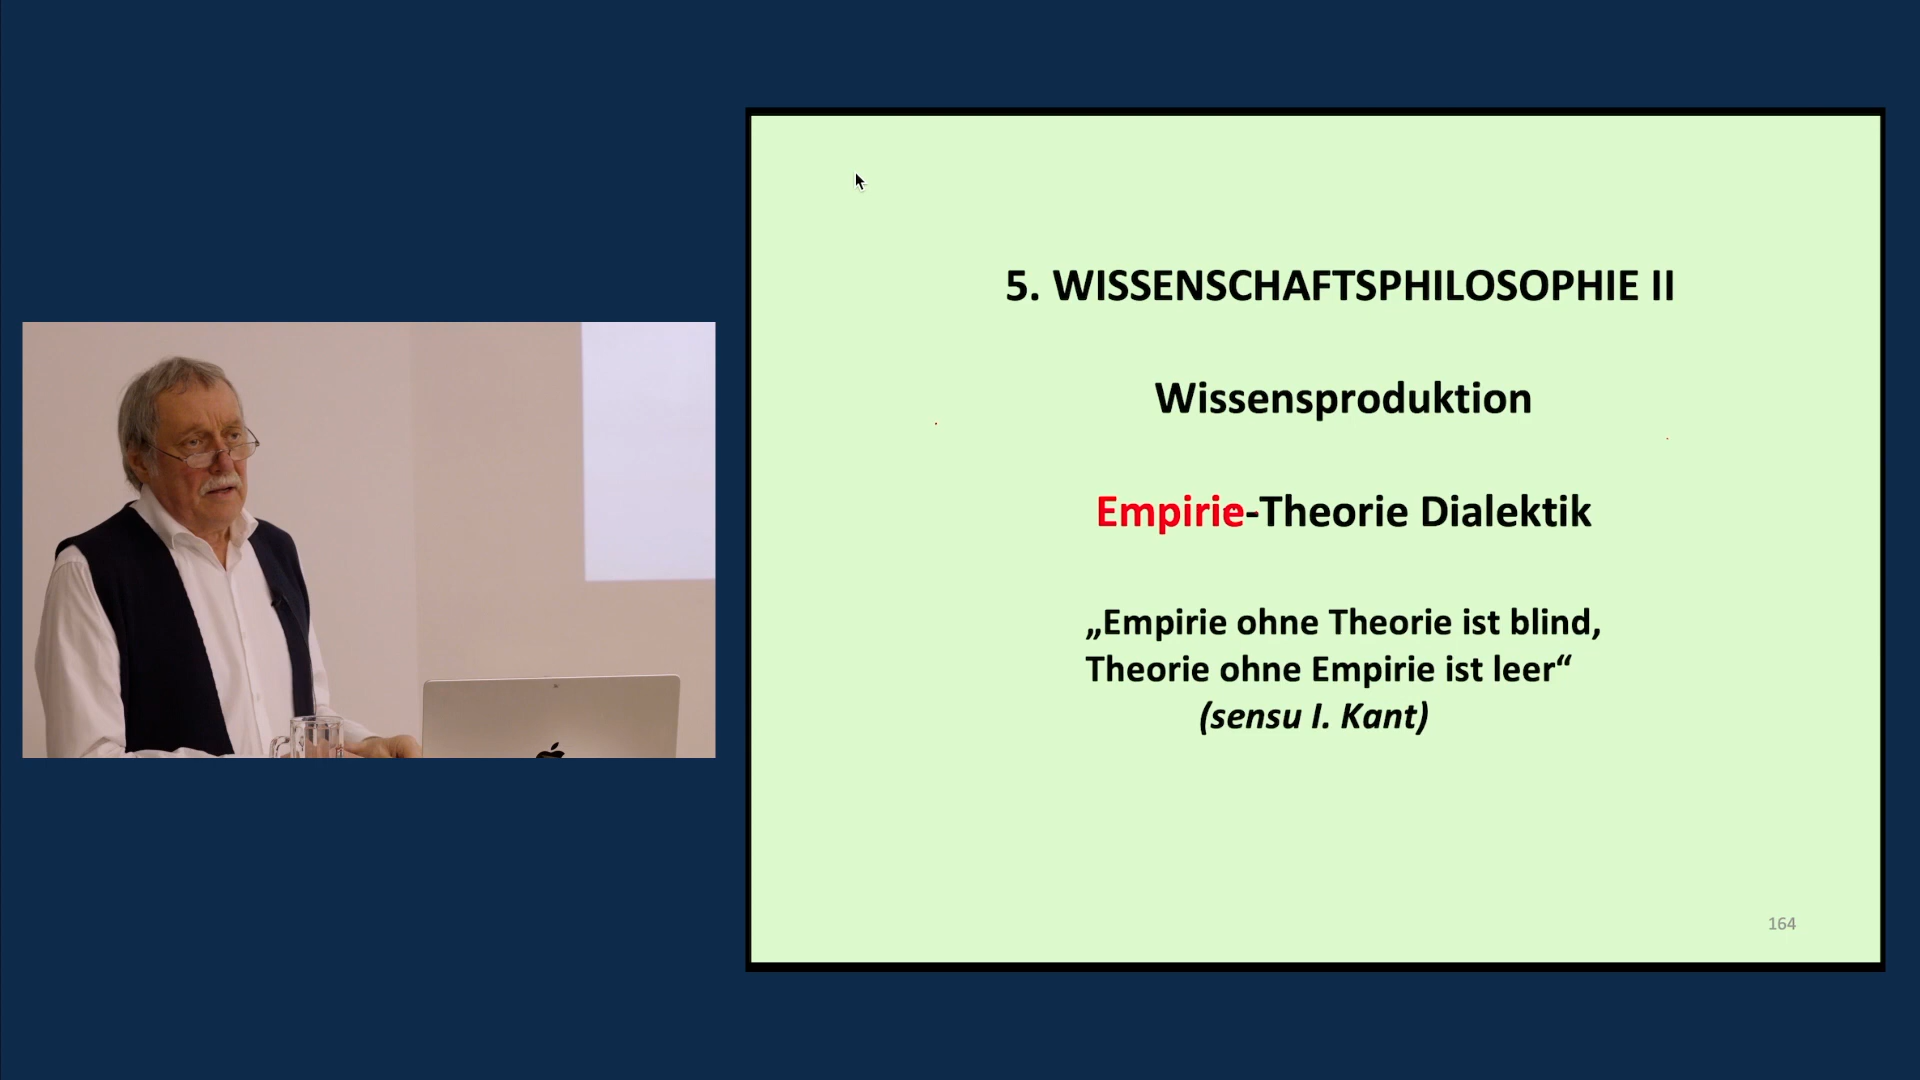 5. WISSENSCHAFTSPHILOSOPHIE II
Wissensproduktion
Empirie-Theorie Dialektik
„Empirie ohne Theorie ist blind,
Theorie ohne Empirie ist leer“
(sensu I. Kant)
164